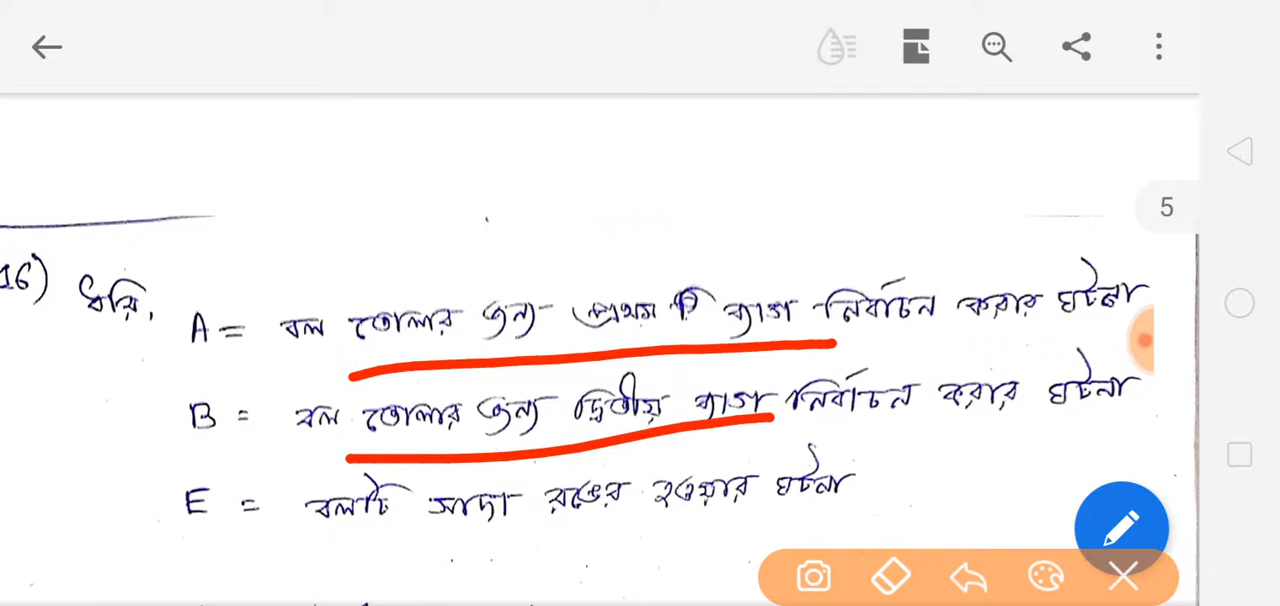 5
16) ধরি,
A = বল তোলার জন্য প্রথম টি ব্যাগ নির্বাচন করার ঘটনা
B = বল তোলার জন্য দ্বিতীয় ব্যাগ নির্বাচন করার ঘটনা
E = বলটি সাদা রঙের হওয়ার ঘটনা